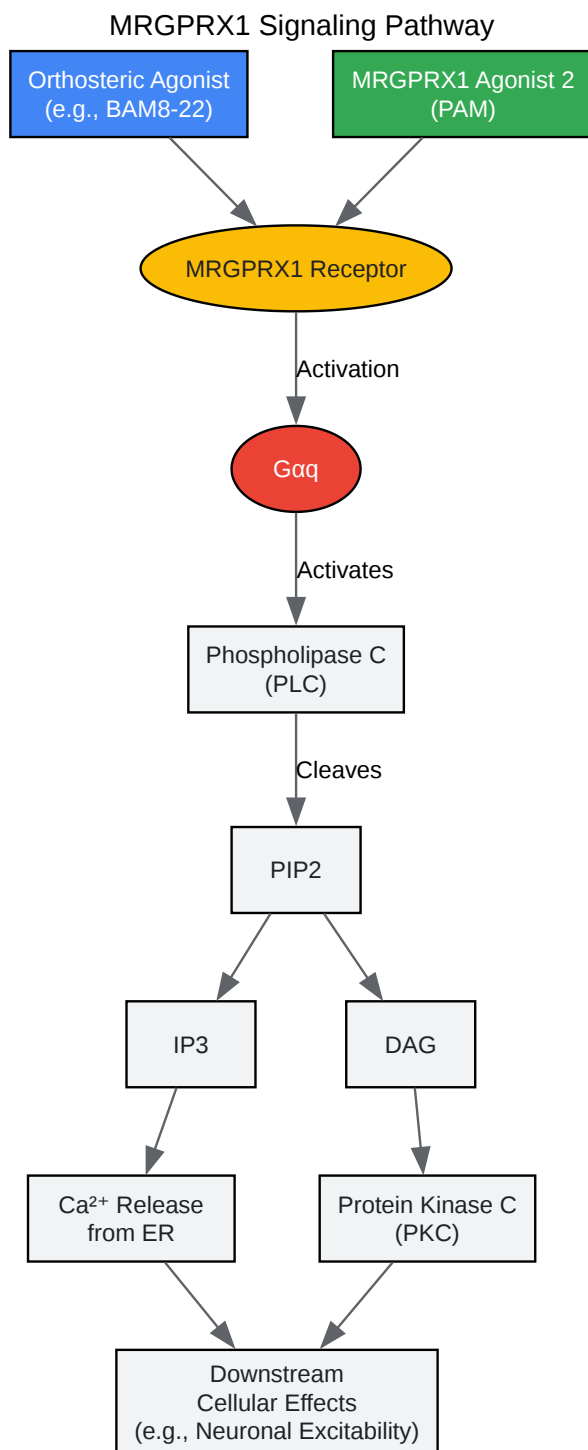 MRGPRX1 Signaling Pathway
Orthosteric Agonist
(e.g., BAM8-22)
MRGPRX1 Agonist 2
(PAM)
MRGPRX1 Receptor
Activation
Gαq
Activates
Phospholipase C
(PLC)
Cleaves
PIP2
IP3
DAG
Ca²⁺ Release
from ER
Protein Kinase C
(PKC)
Downstream
Cellular Effects
(e.g., Neuronal Excitability)